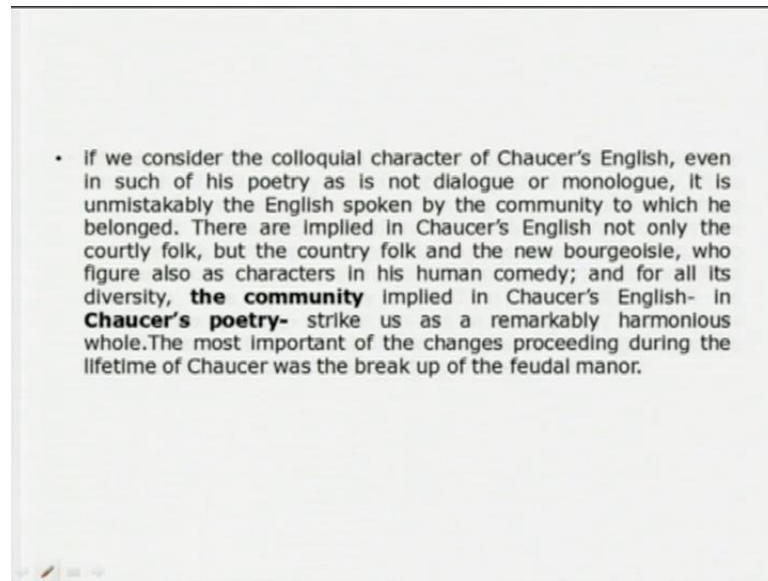 • if we consider the colloquial character of Chaucer's English, even
in such of his poetry as is not dialogue or monologue, it is
unmistakably the English spoken by the community to which he
belonged. There are implied in Chaucer's English not only the
courtly folk, but the country folk and the new bourgeoisie, who
figure also as characters in his human comedy; and for all its
diversity, the community implied in Chaucer's English- in
Chaucer's poetry- strike us as a remarkably harmonious
whole.The most important of the changes proceeding during the
lifetime of Chaucer was the break up of the feudal manor.